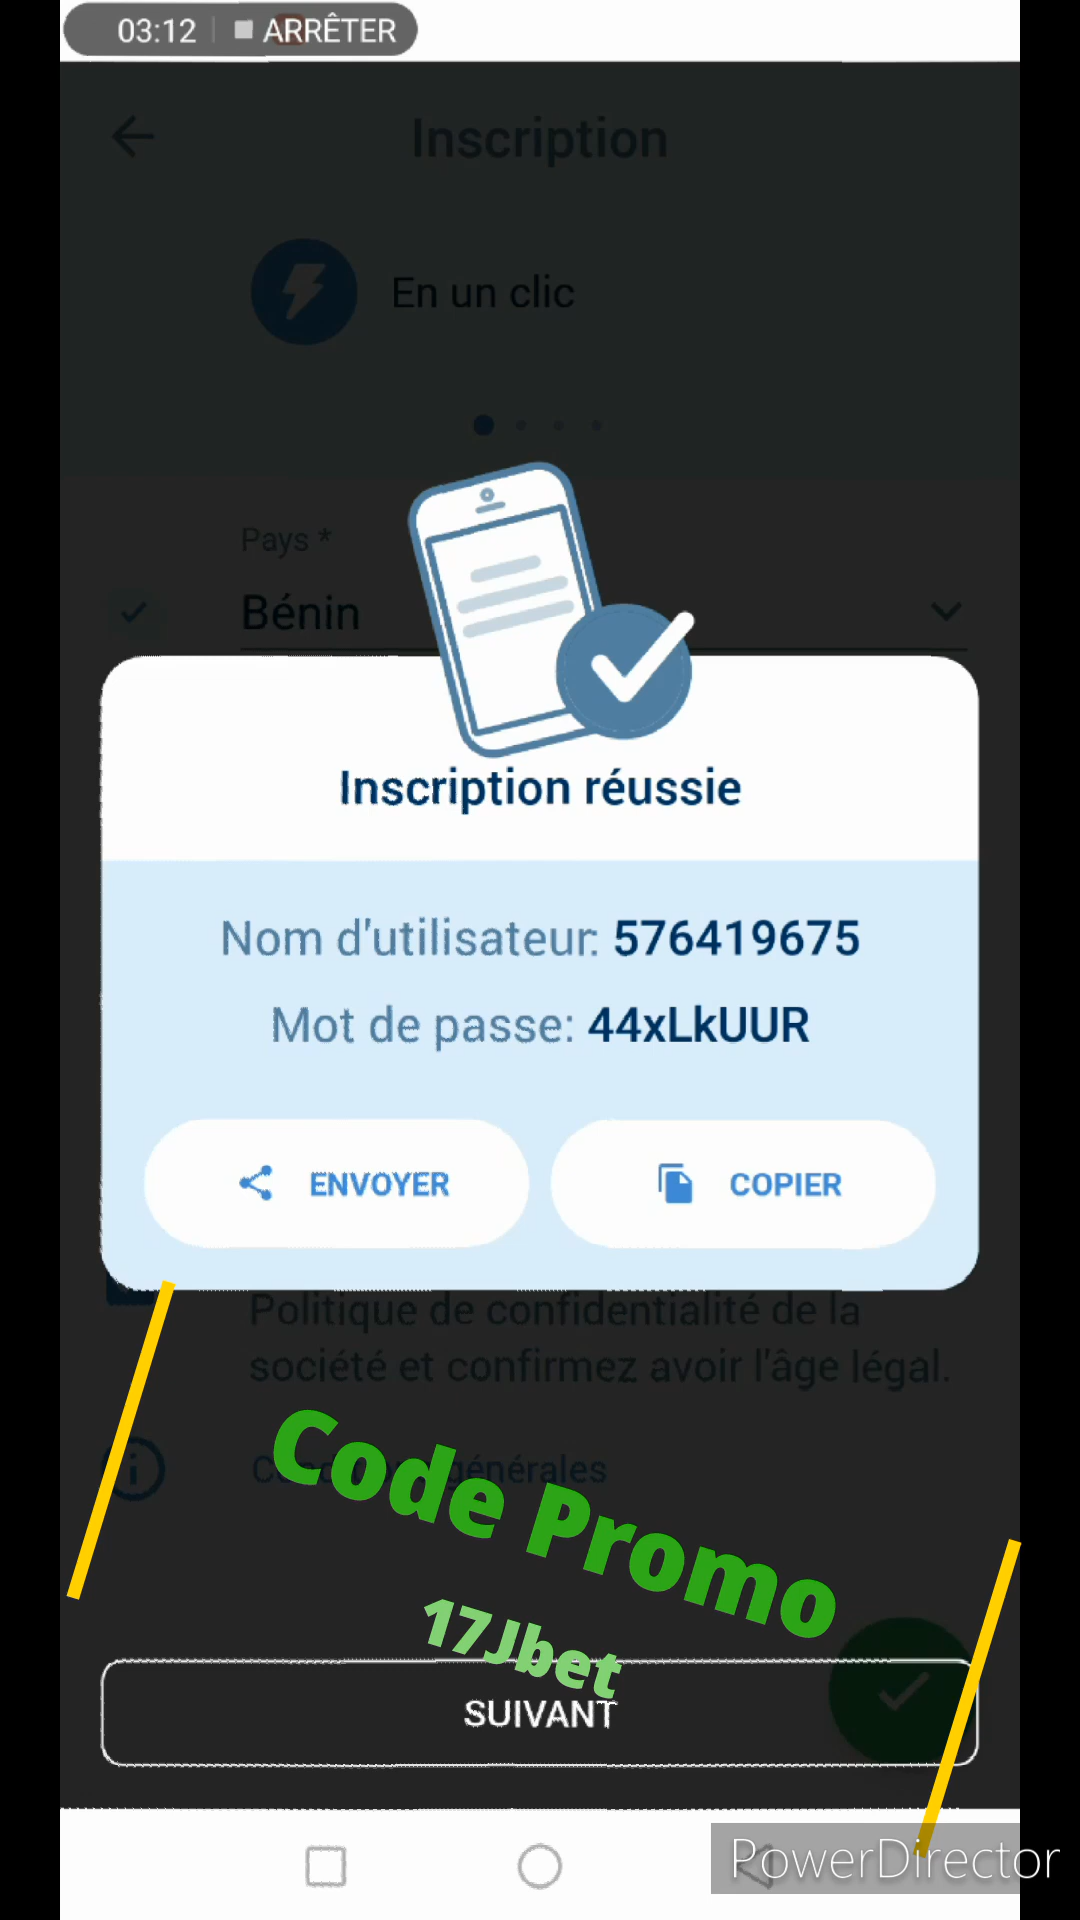 03:12 ARRÊTER
Inscription
En un clic
Pays *
Bénin
Inscription réussie
Nom d'utilisateur: 576419675
Mot de passe: 44xLkUUR
ENVOYER COPIER
Politique de confidentialité de la
société et confirmez avoir l'âge légal.
générales
Code Promo
17Jbet
SUIVANT
PowerDirector